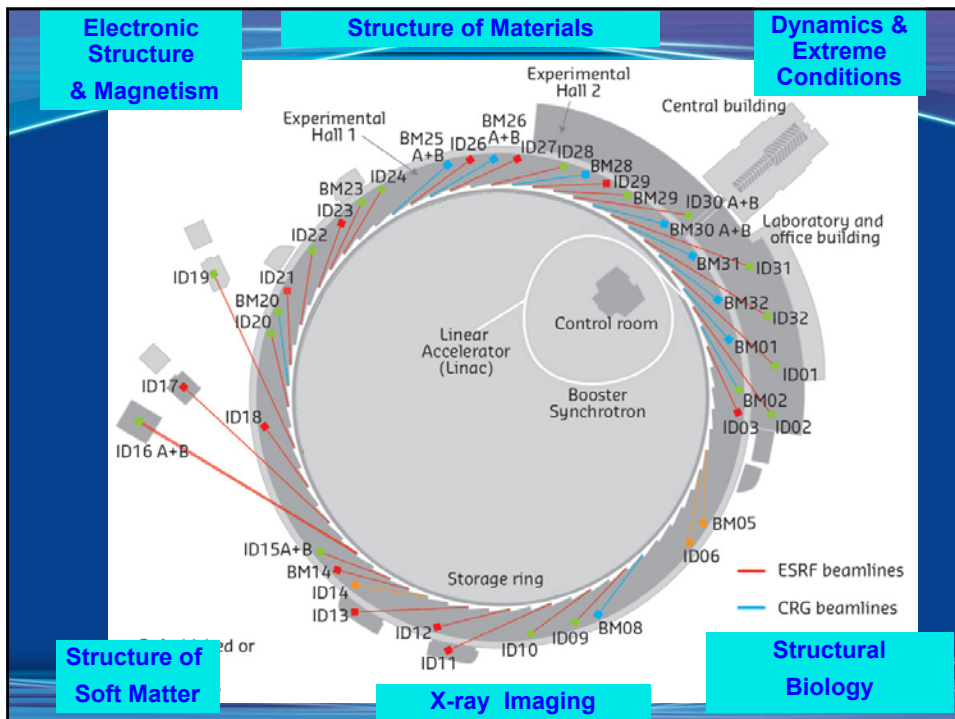 Electronic
Structure
& Magnetism
Structure of Materials
Dynamics &
Extreme
Conditions
Experimental
Hall 2
Central building
Experimental
Hall 1
BM25
A+B
ID26
BM26
A+B
ID27
ID28
BM28
ID29
BM29
ID30 A+B
BM30 A+B
Laboratory and
office building
BM31
ID31
BM32
ID32
BM01
ID01
BM02
ID02
ID03
ID24
BM23
ID23
ID22
ID21
BM20
ID20
ID19
ID17
ID18
ID16 A+B
Linear
Accelerator
(Linac)
Control room
Booster
Synchrotron
BM05
ID06
ID15A+B
BM14
ID14
ID13
Storage ring
ID12
ID11
ID10
ID09
BM08
ESRF beamlines
CRG beamlines
or
Structure of
Soft Matter
X-ray Imaging
Structural
Biology